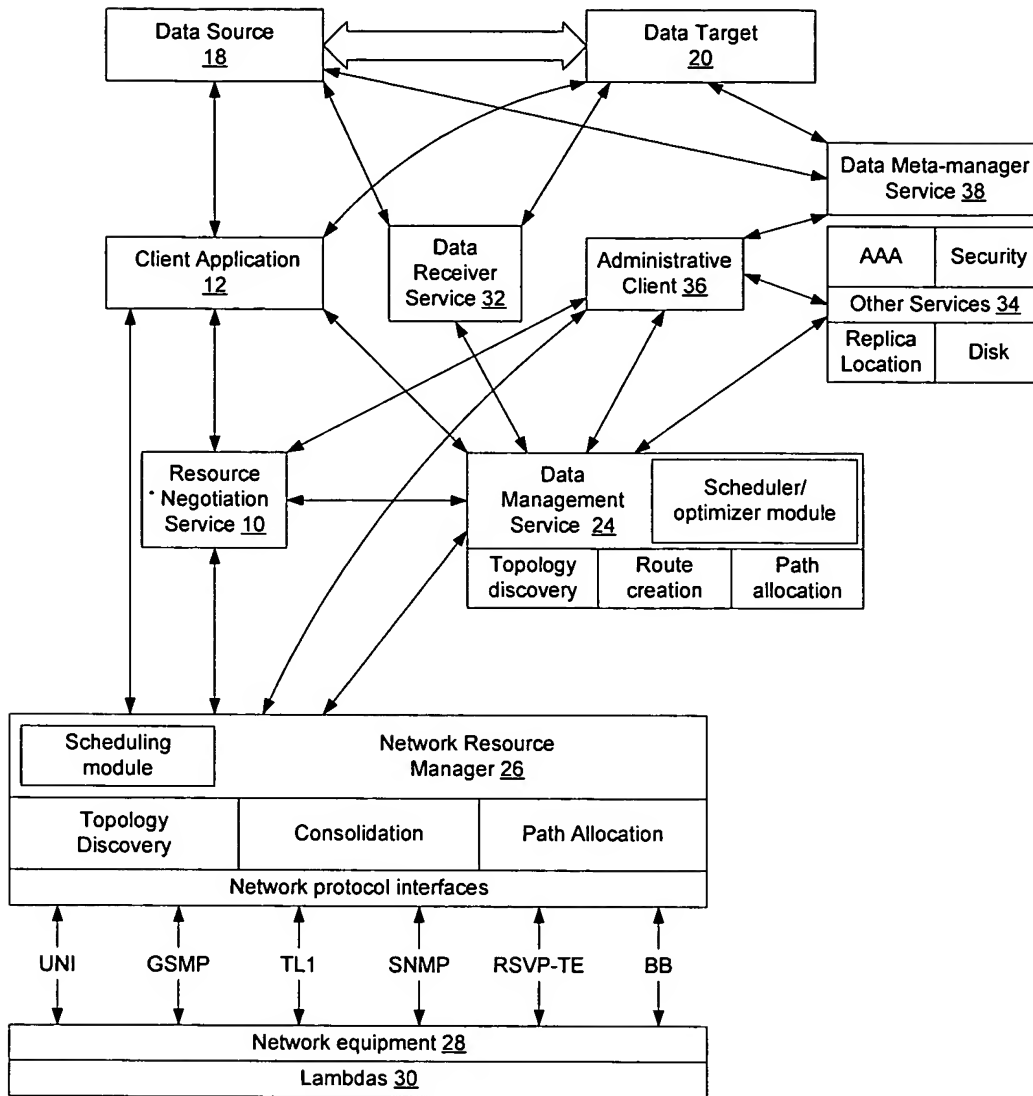 Data Source
18
Data Target
20
Data Meta-manager
Service 38
Client Application
12
Data
Receiver
Service 32
Administrative
Client 36
AAA
Security
Other Services 34
Replica
Location
Disk
Resource
Negotiation
Service 10
Data
Management
Service 24
Scheduler/
optimizer module
Topology
discovery
Route
creation
Path
allocation
Scheduling
module
Network Resource
Manager 26
Topology
Discovery
Consolidation
Path Allocation
Network protocol interfaces
UNI
GSMP
TL1
SNMP
RSVP-TE
BB
Network equipment 28
Lambdas 30